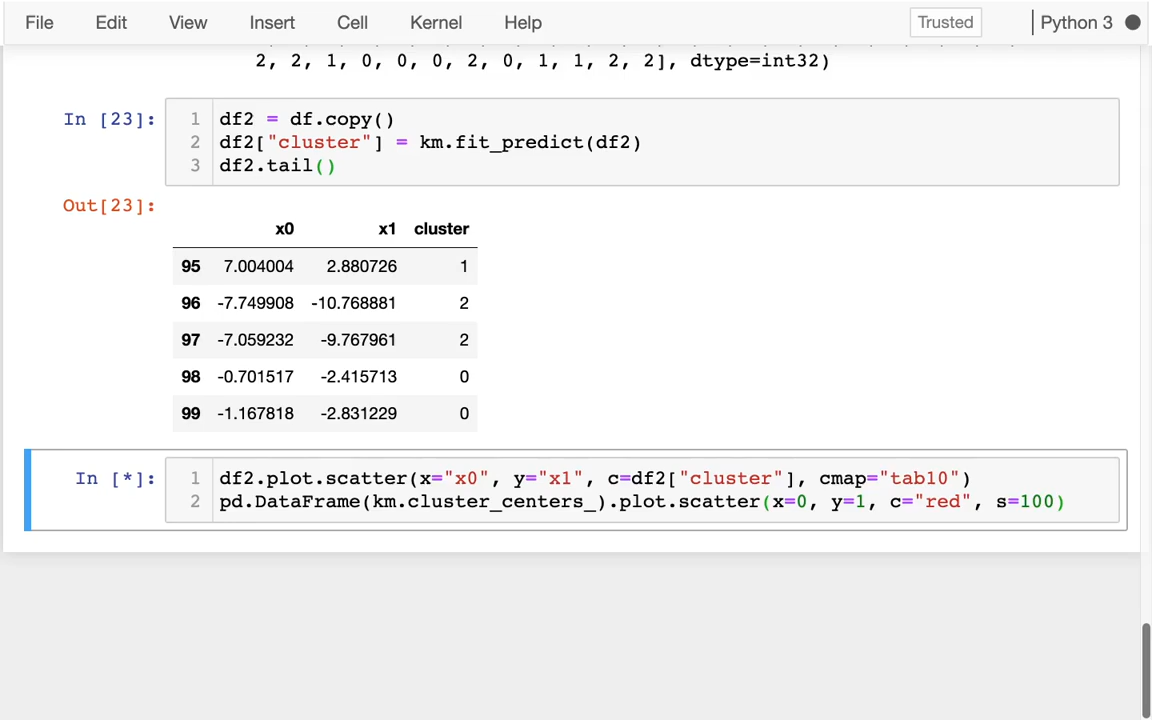 File Edit View Insert Cell Kernel Help Trusted Python 3
2, 2, 1, 0, 0, 0, 2, 0, 1, 1, 2, 2], dtype=int32)
In [23]: 1 df2 = df.copy()
2 df2["cluster"] = km.fit_predict(df2)
3 df2.tail()
Out[23]:
x0 x1 cluster
95 7.004004 2.880726 1
96 -7.749908 -10.768881 2
97 -7.059232 -9.767961 2
98 -0.701517 -2.415713 0
99 -1.167818 -2.831229 0
In [*]: 1 df2.plot.scatter(x="x0", y="x1", c=df2["cluster"], cmap="tab10")
2 pd.DataFrame(km.cluster_centers_).plot.scatter(x=0, y=1, c="red", s=100)